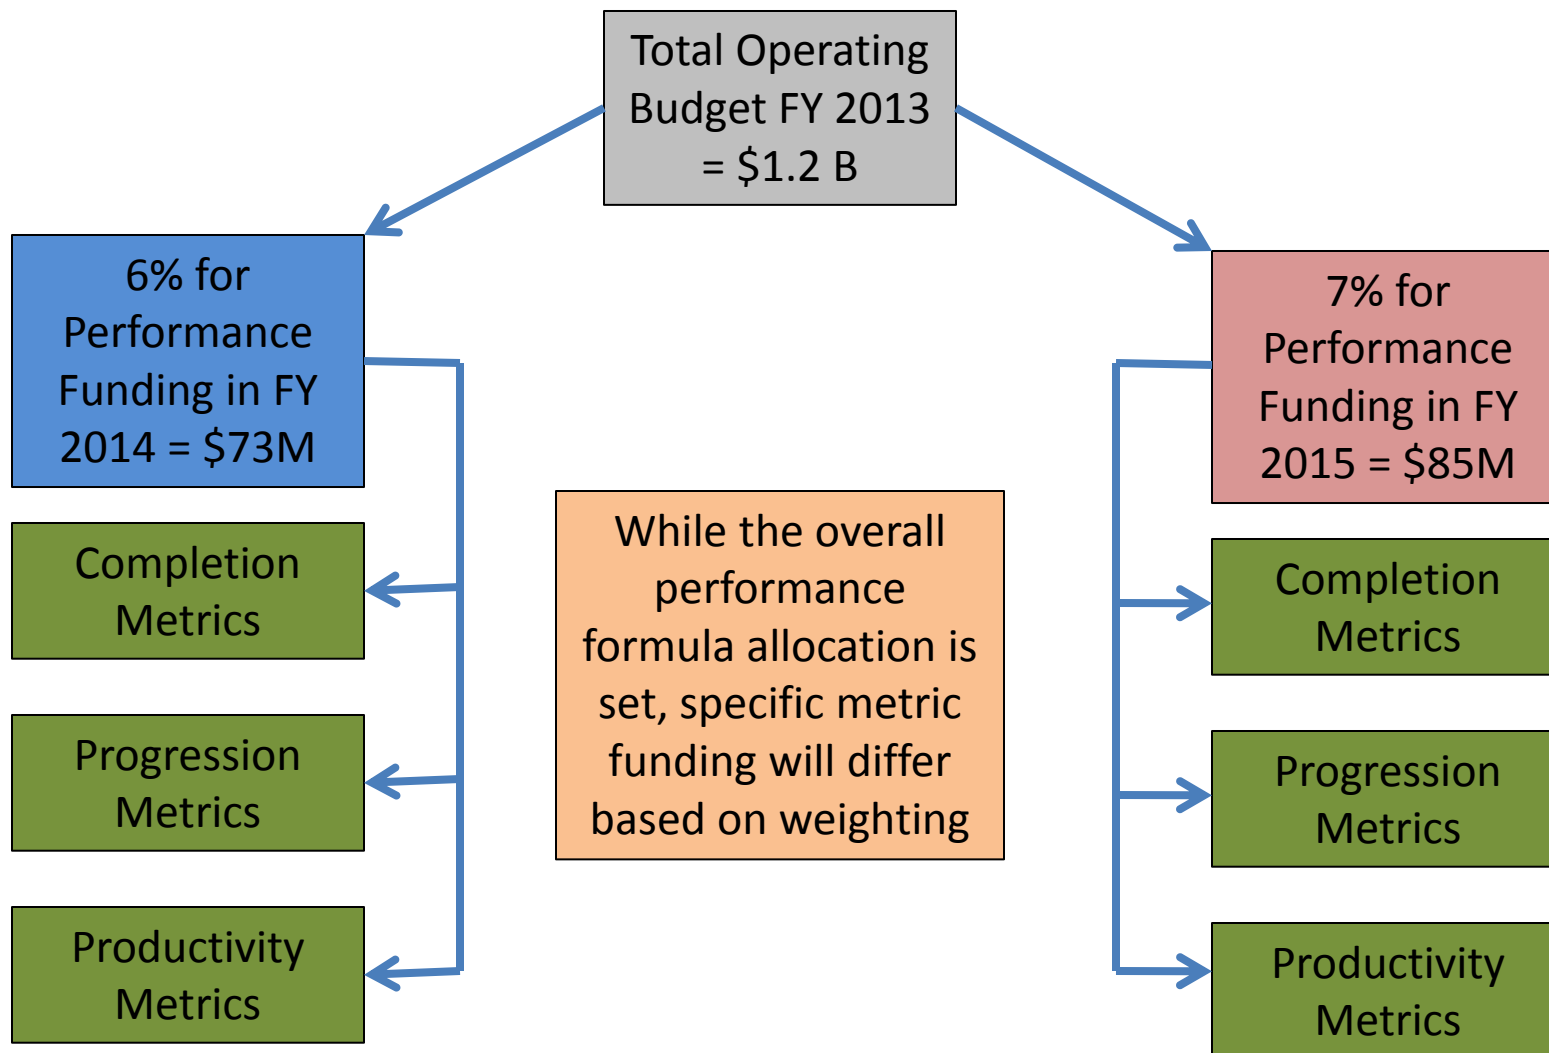 Total Operating
Budget FY 2013
= $1.2 B
6% for
Performance
Funding in FY
2014 = $73M
7% for
Performance
Funding in FY
2015 = $85M
While the overall
performance
formula allocation is
set, specific metric
funding will differ
based on weighting
Completion
Metrics
Progression
Metrics
Productivity
Metrics
Completion
Metrics
Progression
Metrics
Productivity
Metrics